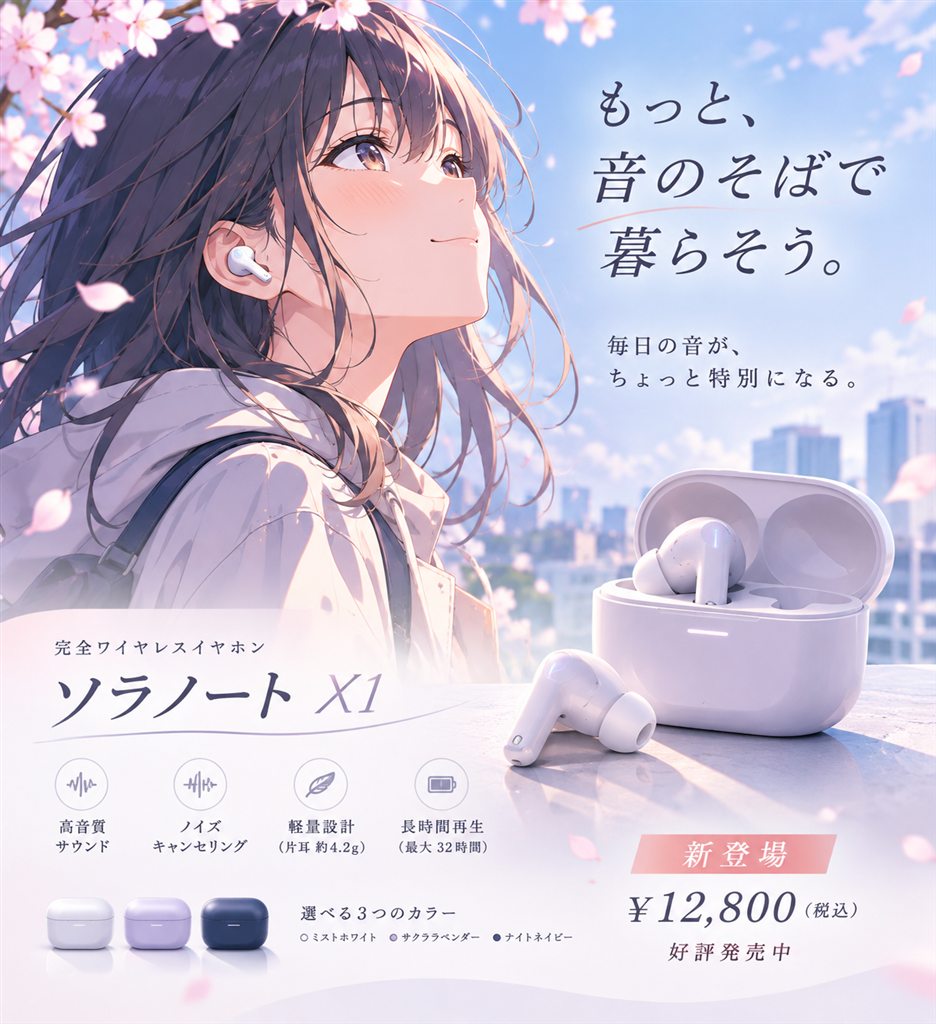 もっと、
音のそばで
暮らそう。
毎日の音が、
ちょっと特別になる。
完全ワイヤレスイヤホン
ソラノート X1
高音質
サウンド
ノイズ
キャンセリング
軽量設計
(片耳 約4.2g)
長時間再生
(最大 32時間)
選べる3つのカラー
ミストホワイト サクララベンダー ナイトネイビー
新登場
¥12,800(税込)
好評発売中